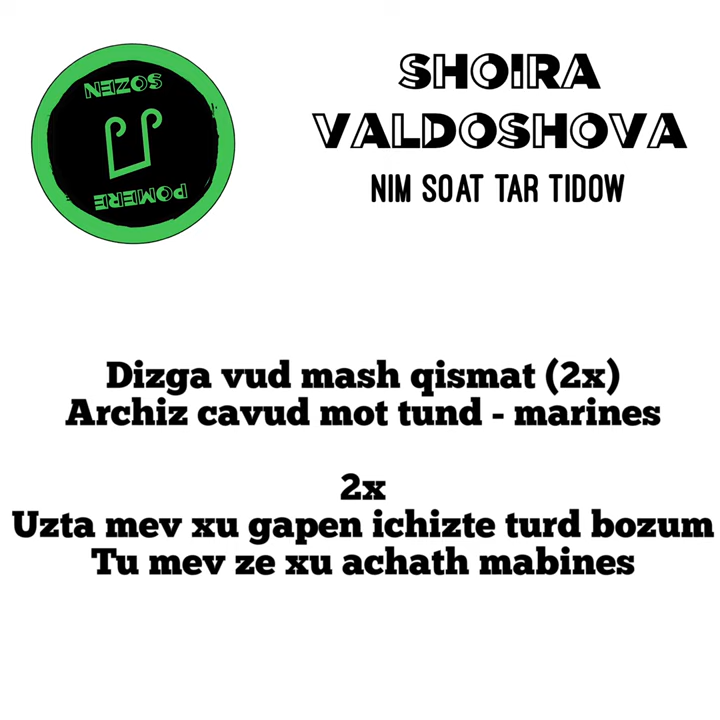 SOZEN
POMERE
SHOIRA
VALDOSHOVA
NIM SOAT TAR TIDOW
Dizga vud mash qismat (2x)
Archiz cavud mot tund - marines
2x
Uzta mev xu gapen ichizte turd bozum
Tu mev ze xu achath mabines